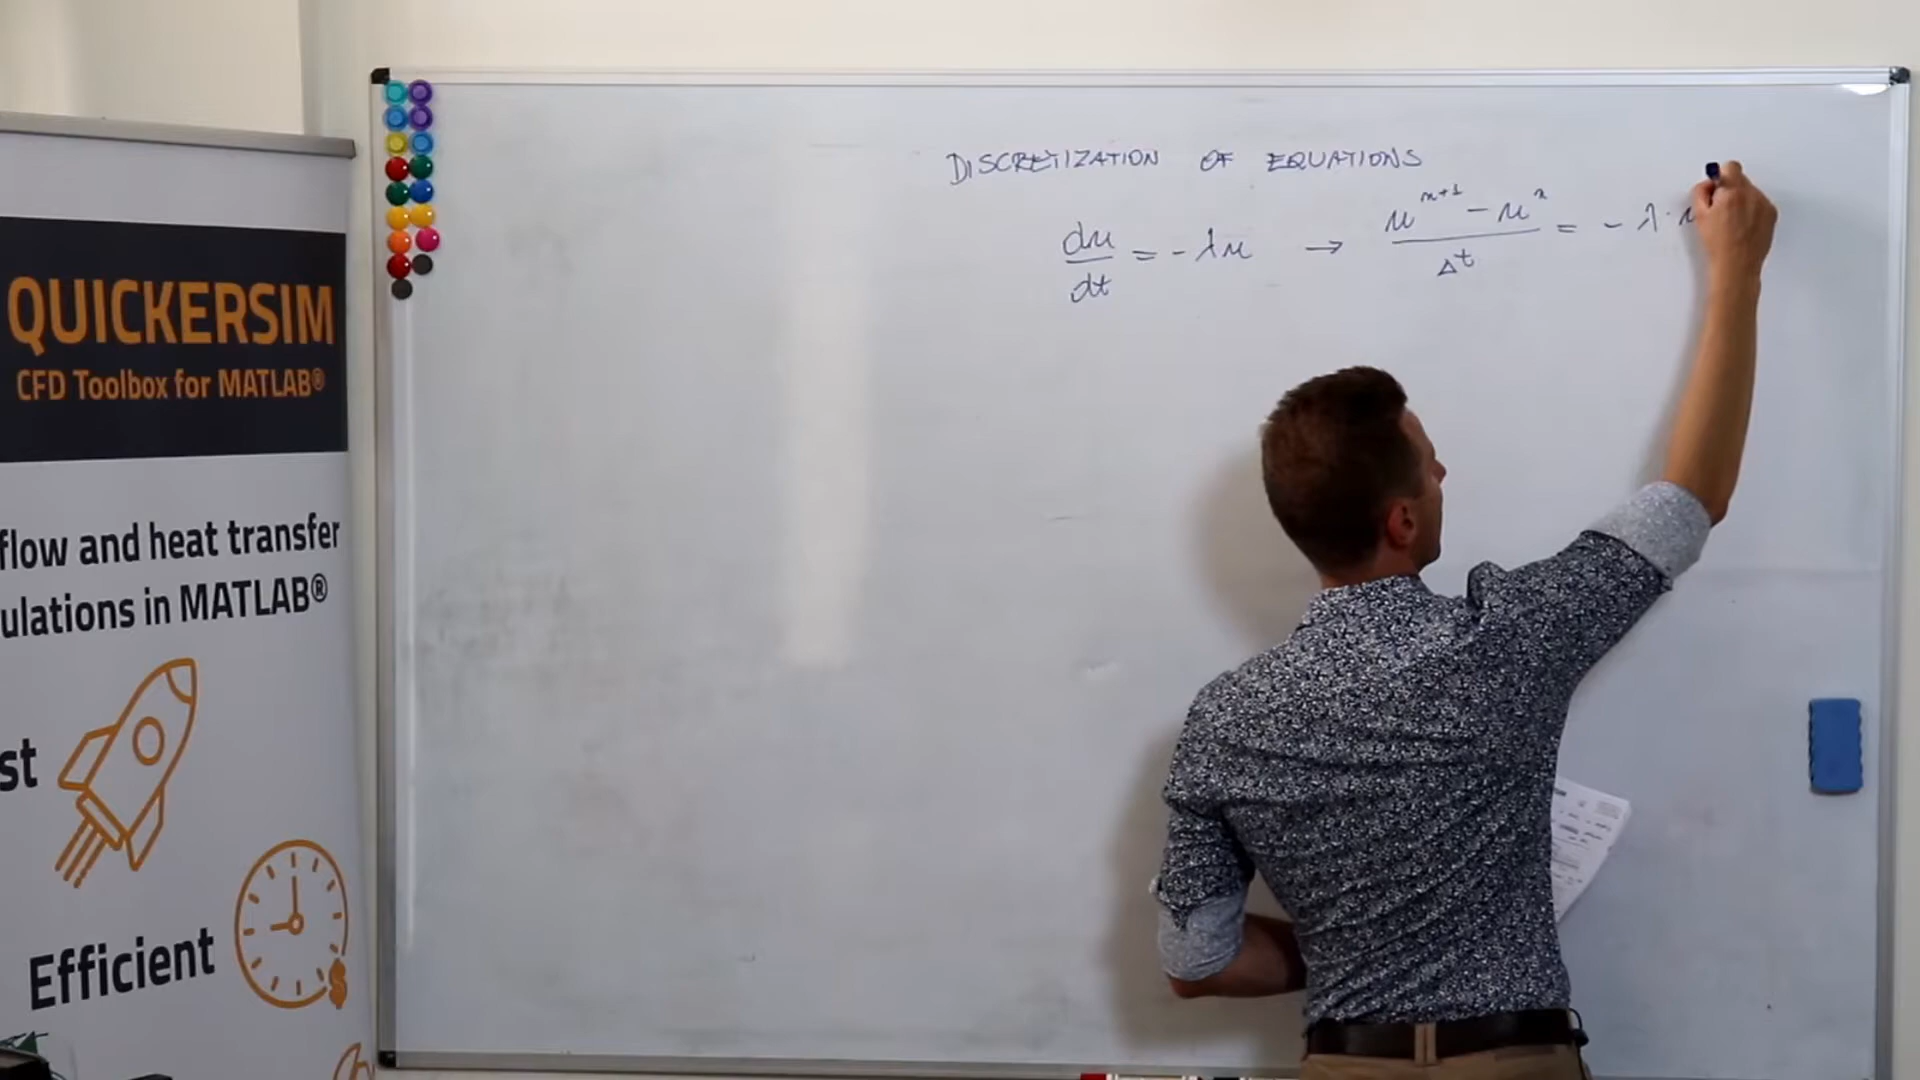 QUICKERSIM
CFD Toolbox for MATLAB®
flow and heat transfer
ulations in MATLAB®
st
Efficient
$
DISCRETIZATION OF EQUATIONS
du/dt = - λu → (u^{n+1} - u^n)/Δt = - λ · u